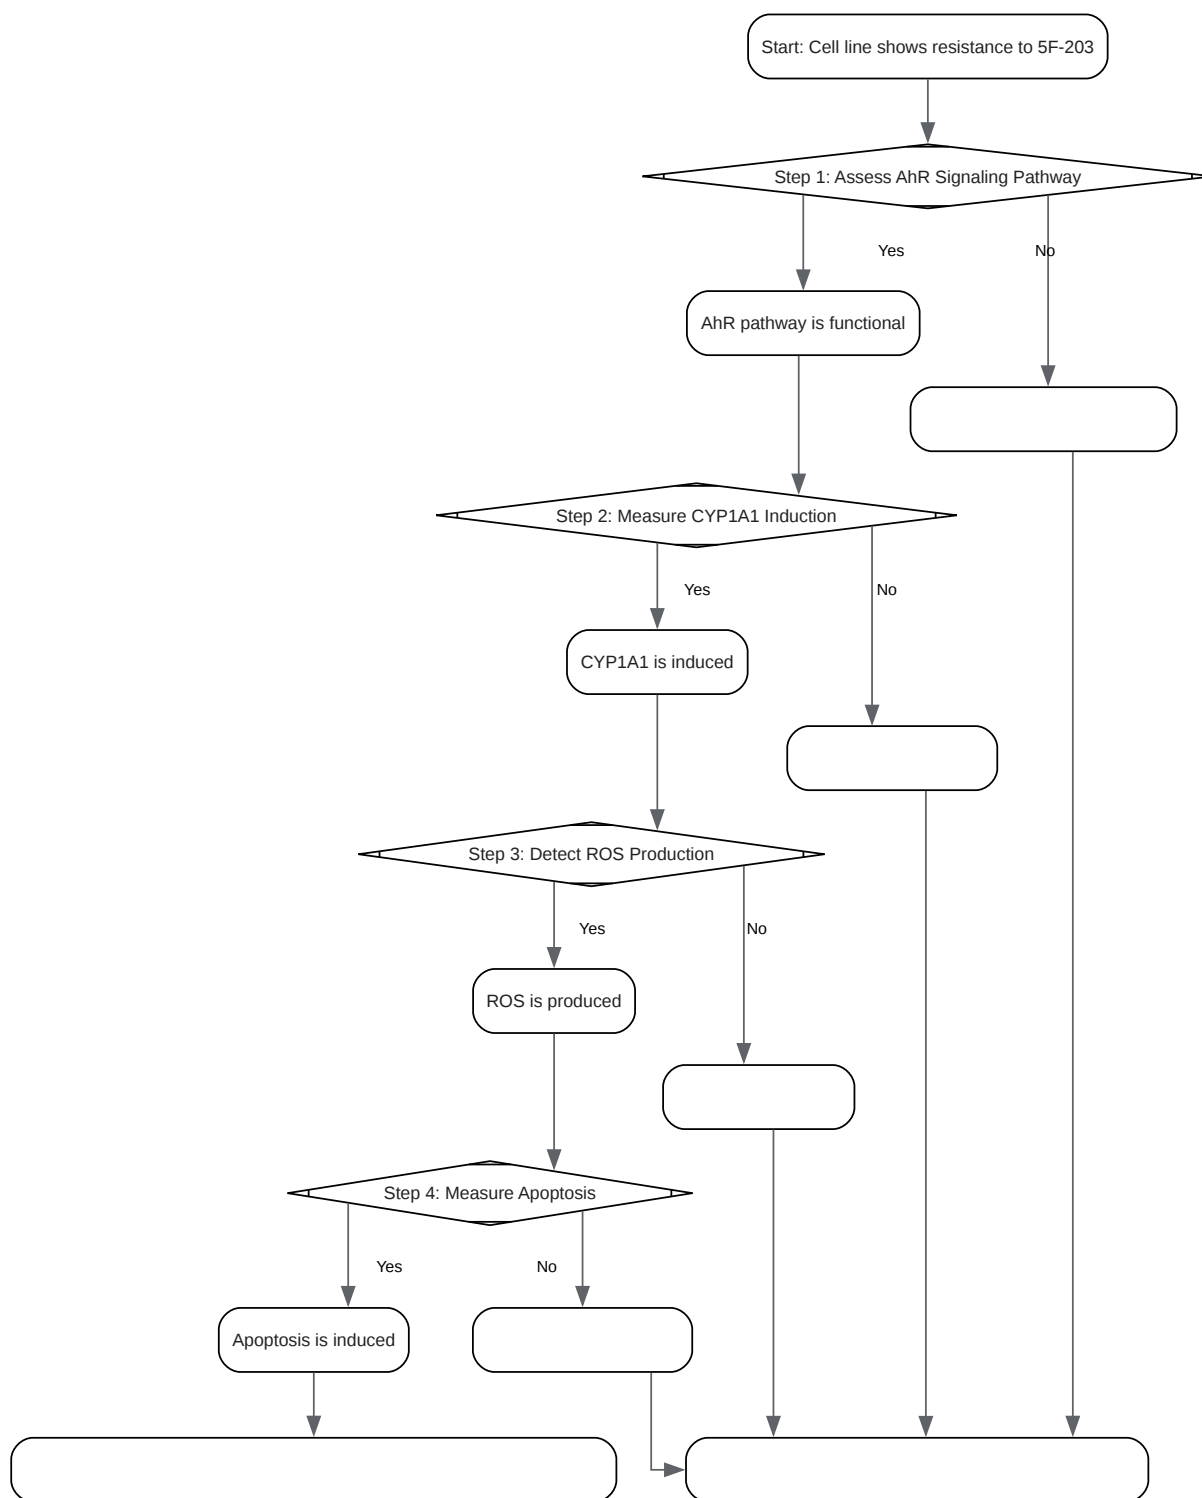 Start: Cell line shows resistance to 5F-203
Step 1: Assess AhR Signaling Pathway
Yes
No
AhR pathway is functional
Step 2: Measure CYP1A1 Induction
Yes
No
CYP1A1 is induced
Step 3: Detect ROS Production
Yes
No
ROS is produced
Step 4: Measure Apoptosis
Yes
No
Apoptosis is induced